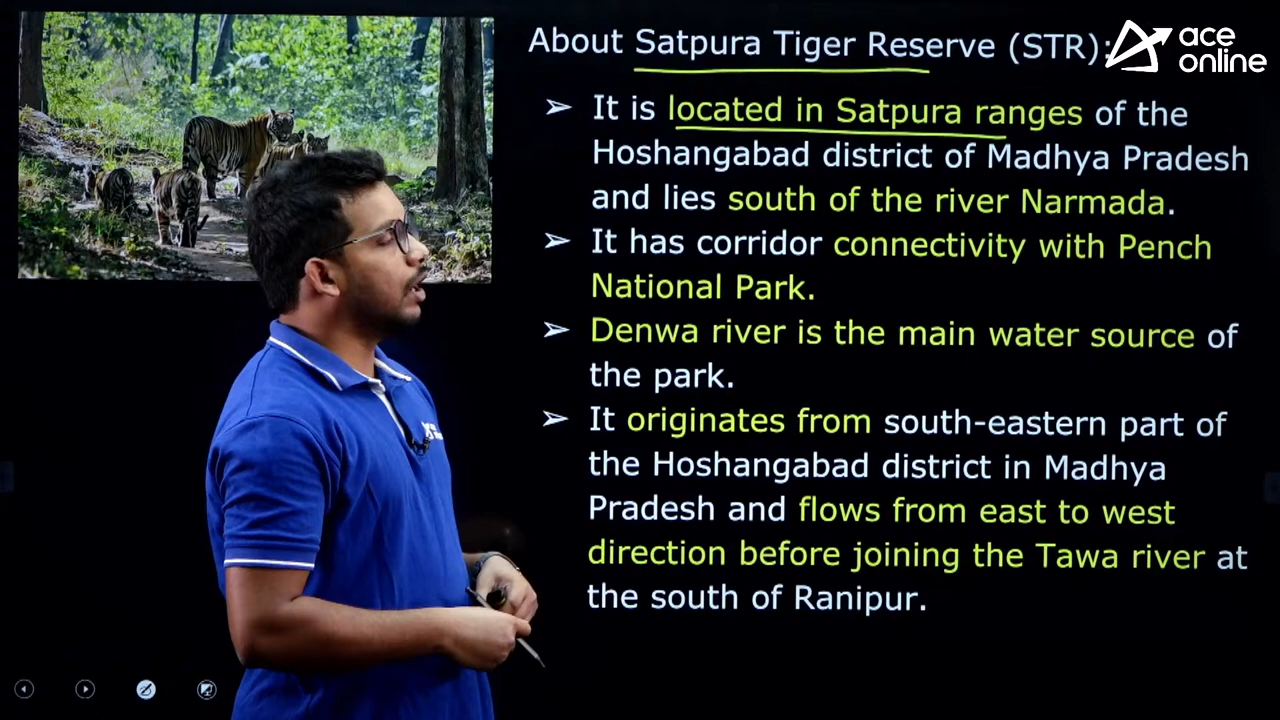 About Satpura Tiger Reserve (STR):
ace
online
➢ It is located in Satpura ranges of the
Hoshangabad district of Madhya Pradesh
and lies south of the river Narmada.
➢ It has corridor connectivity with Pench
National Park.
➢ Denwa river is the main water source of
the park.
➢ It originates from south-eastern part of
the Hoshangabad district in Madhya
Pradesh and flows from east to west
direction before joining the Tawa river at
the south of Ranipur.